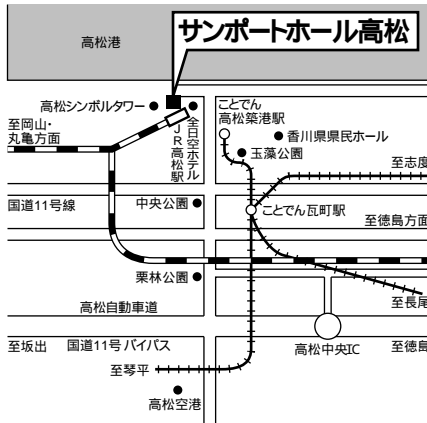 高松港
サンポートホール高松
高松シンボルタワー
全日空ホテル
JR高松駅
ことでん
高松築港駅
香川県県民ホール
玉藻公園
至岡山・
丸亀方面
至志度
国道11号線
中央公園
ことでん瓦町駅
至徳島方面
栗林公園
高松自動車道
至長尾
至坂出
国道11号バイパス
高松中央IC
至徳島
至琴平
高松空港